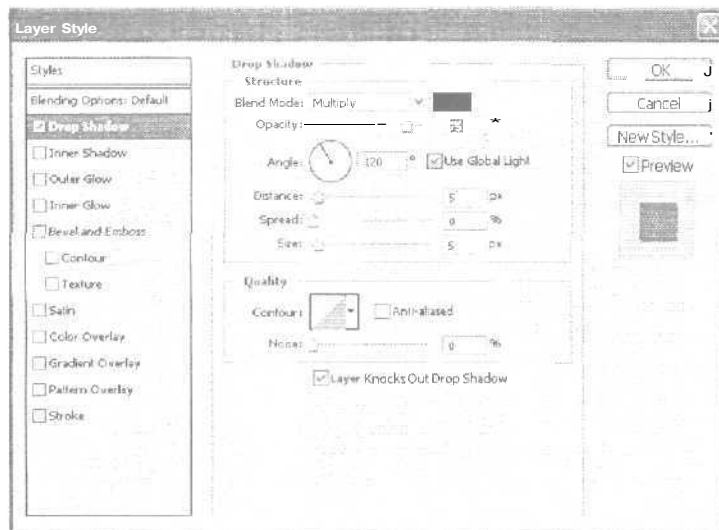 Layer Style
Styles
Blending Options: Default
Drop Shadow
Inner Shadow
Outer Glow
Inner Glow
Bevel and Emboss
Contour
Texture
Satin
Color Overlay
Gradient Overlay
Pattern Overlay
Stroke
Drop Shadow
Structure
Blend Mode: Multiply
Opacity:
Angle: 120 ° Use Global Light
Distance: 5 px
Spread: 0 %
Size: 5 px
Quality
Contour: Anti-aliased
Noise: 0 %
Layer Knocks Out Drop Shadow
OK
Cancel
New Style...
Preview